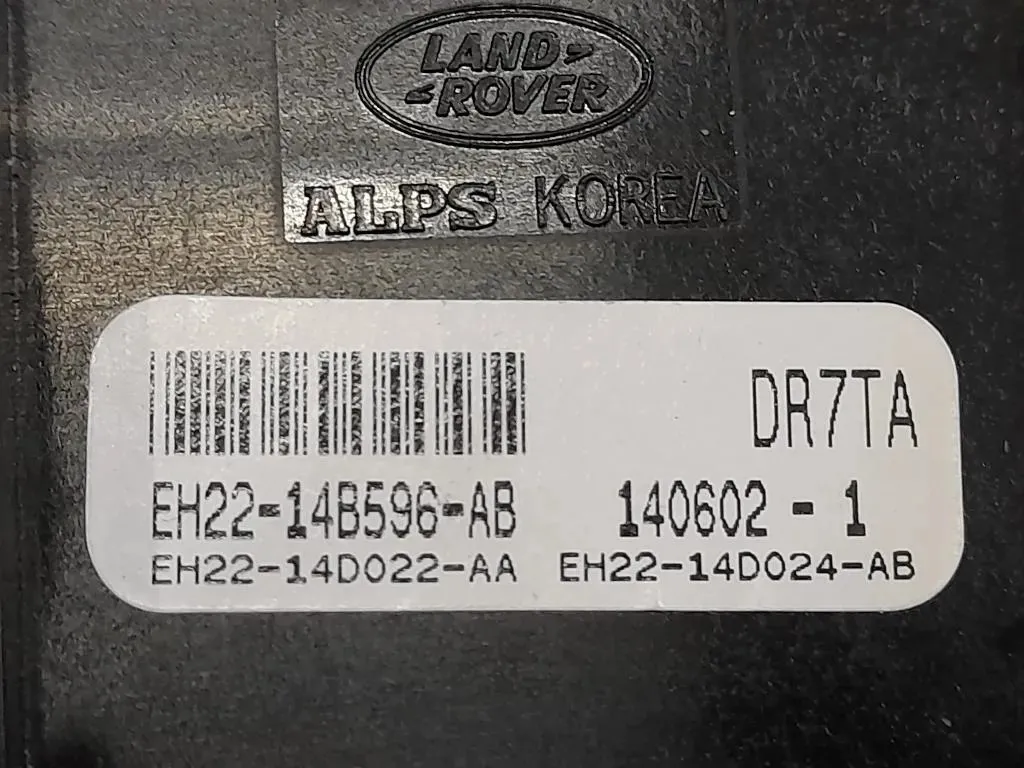 LAND
ROVER
ALPS KOREA
DR7TA
EH22-14B596-AB 140602 - 1
EH22-14D022-AA EH22-14D024-AB